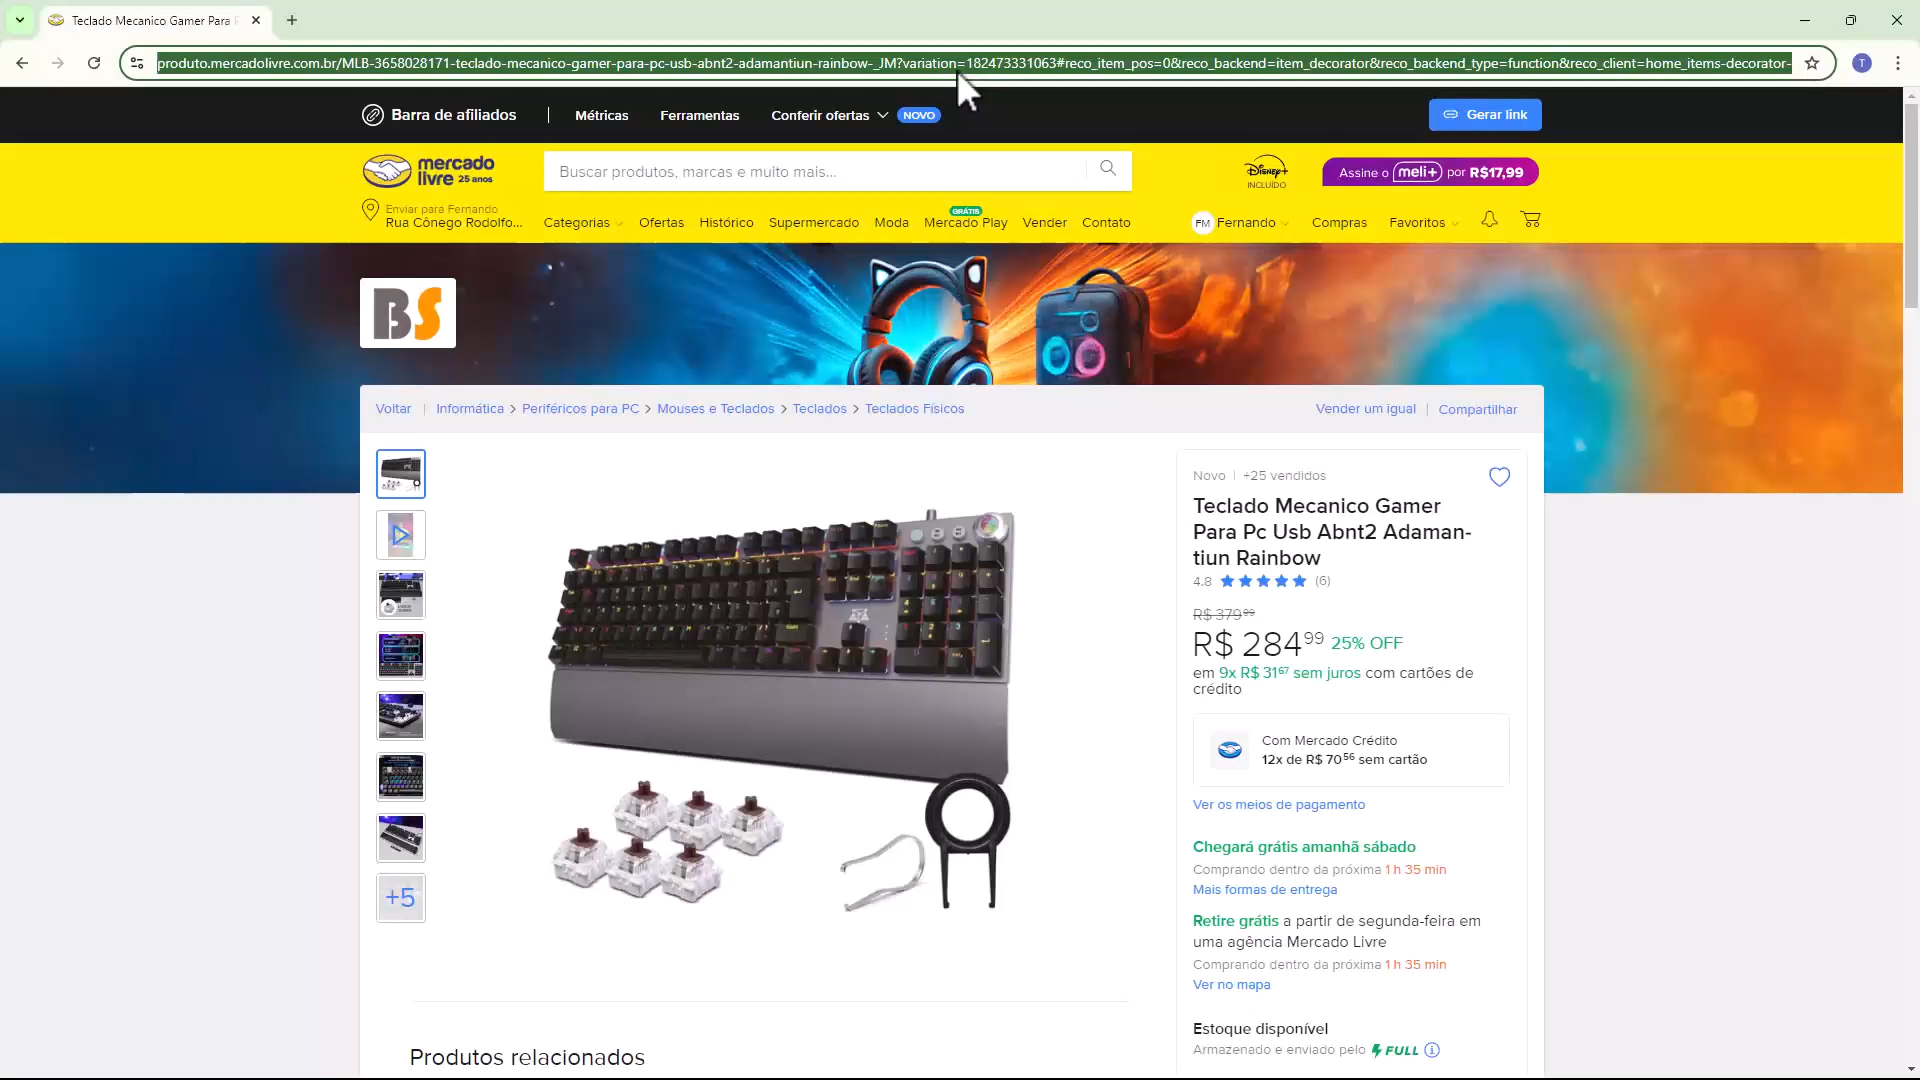 Teclado Mecanico Gamer Para P
produto.mercadolivre.com.br/MLB-3658028171-teclado-mecanico-gamer-para-pc-usb-abnt2-adamantiun-rainbow-_JM?variation=182473331063#reco_item_pos=0&reco_backend=item_decorator&reco_backend_type=function&reco_client=home_items-decorator-
T
Barra de afiliados | Métricas Ferramentas Conferir ofertas NOVO Gerar link
mercado
livre 25 anos
Buscar produtos, marcas e muito mais...
Disney+
INCLUÍDO
Assine o meli+ por R$17,99
Enviar para Fernando
Rua Cônego Rodolfo...
GRÁTIS
Categorias Ofertas Histórico Supermercado Moda Mercado Play Vender Contato
FM Fernando Compras Favoritos
BS
Voltar | Informática > Periféricos para PC > Mouses e Teclados > Teclados > Teclados Físicos
Vender um igual | Compartilhar
+5
Novo | +25 vendidos
Teclado Mecanico Gamer
Para Pc Usb Abnt2 Adaman-
tiun Rainbow
4.8 (6)
R$ 379⁹⁹
R$ 284⁹⁹ 25% OFF
em 9x R$ 31⁶⁷ sem juros com cartões de
crédito
Com Mercado Crédito
12x de R$ 70⁵⁶ sem cartão
Ver os meios de pagamento
Chegará grátis amanhã sábado
Comprando dentro da próxima 1 h 35 min
Mais formas de entrega
Retire grátis a partir de segunda-feira em
uma agência Mercado Livre
Comprando dentro da próxima 1 h 35 min
Ver no mapa
Estoque disponível
Armazenado e enviado pelo FULL
Produtos relacionados